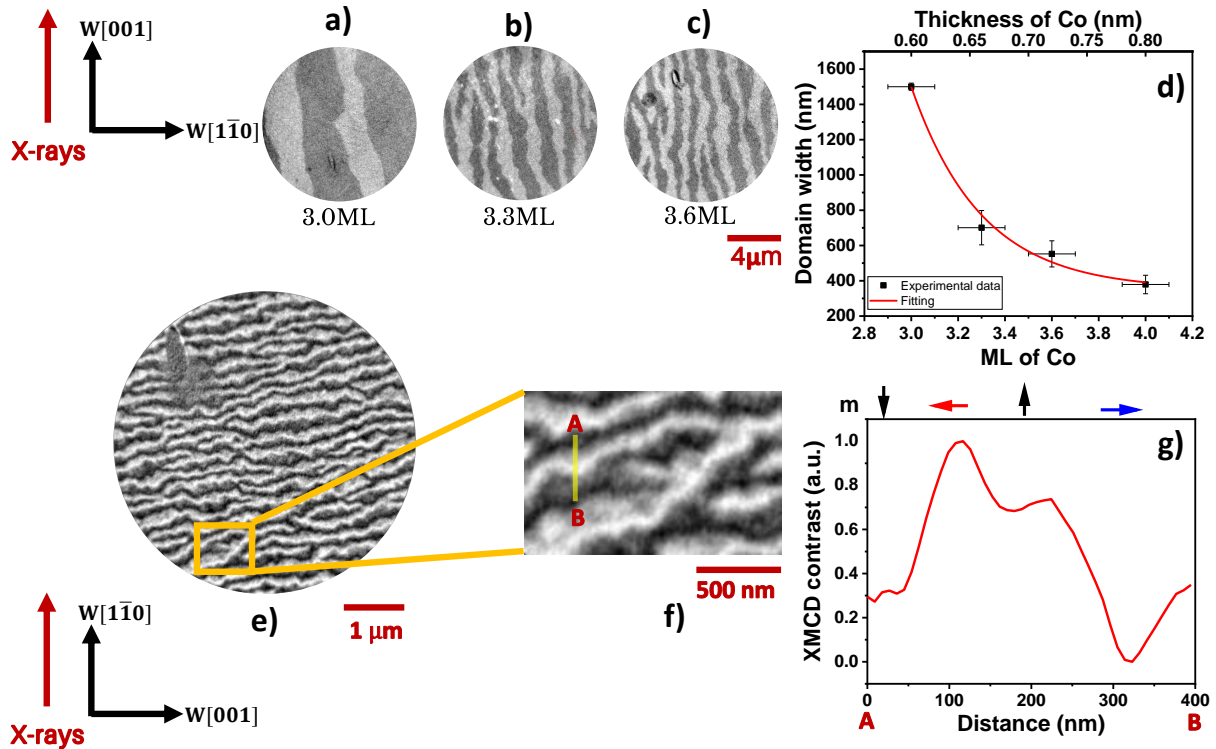 a)
b)
c)
W[001]
W[11̅0]
X-rays
3.0ML
3.3ML
3.6ML
4μm
Thickness of Co (nm)
0.60 0.65 0.70 0.75 0.80
d)
Domain width (nm)
1600
1400
1200
1000
800
600
400
200
Experimental data
Fitting
2.8 3.0 3.2 3.4 3.6 3.8 4.0 4.2
ML of Co
e)
1 μm
W[11̅0]
W[001]
X-rays
A
B
500 nm
f)
m
g)
XMCD contrast (a.u.)
1.0
0.8
0.6
0.4
0.2
0.0
0 100 200 300 400
A Distance (nm) B